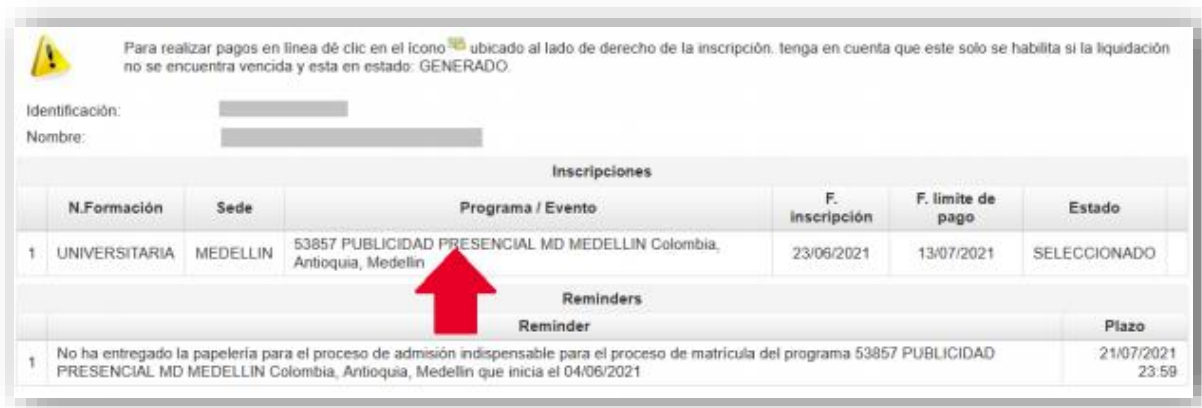 Para realizar pagos en línea dé clic en el ícono ubicado al lado de derecho de la inscripción. tenga en cuenta que este solo se habilita si la liquidación
no se encuentra vencida y esta en estado: GENERADO.
Identificación:
Nombre:
Inscripciones
N.Formación Sede Programa / Evento F. inscripción F. limite de pago Estado
1 UNIVERSITARIA MEDELLIN 53857 PUBLICIDAD PRESENCIAL MD MEDELLIN Colombia, 23/06/2021 13/07/2021 SELECCIONADO
Antioquia, Medellin
Reminders
Reminder Plazo
1 No ha entregado la papelería para el proceso de admisión indispensable para el proceso de matrícula del programa 53857 PUBLICIDAD 21/07/2021
PRESENCIAL MD MEDELLIN Colombia, Antioquia, Medellin que inicia el 04/06/2021 23:59